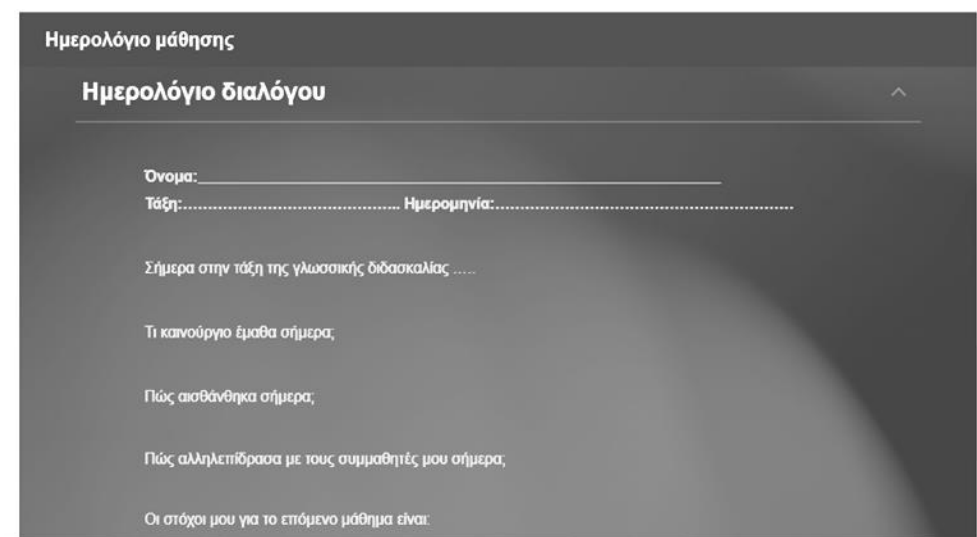 Ημερολόγιο μάθησης
Ημερολόγιο διαλόγου
Όνομα:______________________________
Τάξη:............................................ Ημερομηνία:............................................................
Σήμερα στην τάξη της γλωσσικής διδασκαλίας .....
Τι καινούργιο έμαθα σήμερα;
Πώς αισθάνθηκα σήμερα;
Πώς αλληλεπίδρασα με τους συμμαθητές μου σήμερα;
Οι στόχοι μου για το επόμενο μάθημα είναι: